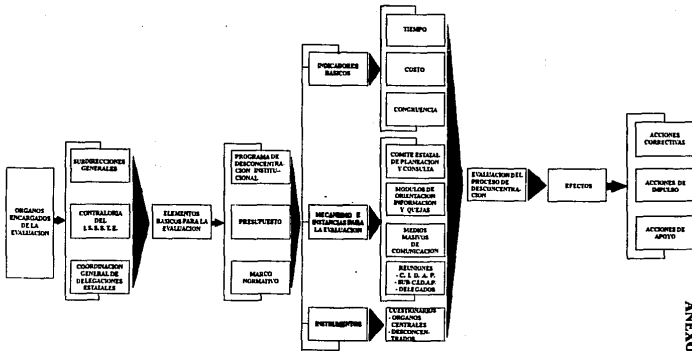 ORGANOS
ENCARGADOS
DE LA
EVALUACION
SUBDIRECCIONES
GENERALES
CONTRALORIA
DEL
I. S. S. S. T. E.
COORDINACION
GENERAL DE
DELEGACIONES
ESTATALES
ELEMENTOS
BASICOS PARA LA
EVALUACION
PROGRAMA DE
DESCONCENTRA
CION INSTITU-
CIONAL
PRESUPUESTO
MARCO
NORMATIVO
INDICADORES
BASICOS
MECANISMO E
INSTANCIAS PARA
LA EVALUACION
INSTRUMENTOS
TIEMPO
COSTO
CONGRUENCIA
COMITE ESTATAL
DE PLANEACION
Y CONSULTA
MODULOS DE
ORIENTACION
INFORMACION
Y QUEJAS
MEDIOS
MASIVOS DE
COMUNICACION
REUNIONES
- C. I. D. A. P.
- SUB C.I.D.A.P.
- DELEGADOS
CUESTIONARIOS
- ORGANOS
CENTRALES
- DESCONCEN-
TRADOS
EVALUACION DEL
PROCESO DE
DESCONCENTRA-
CION
EFECTOS
ACCIONES
CORRECTIVAS
ACCIONES DE
IMPULSO
ACCIONES DE
APOYO
ANEXO